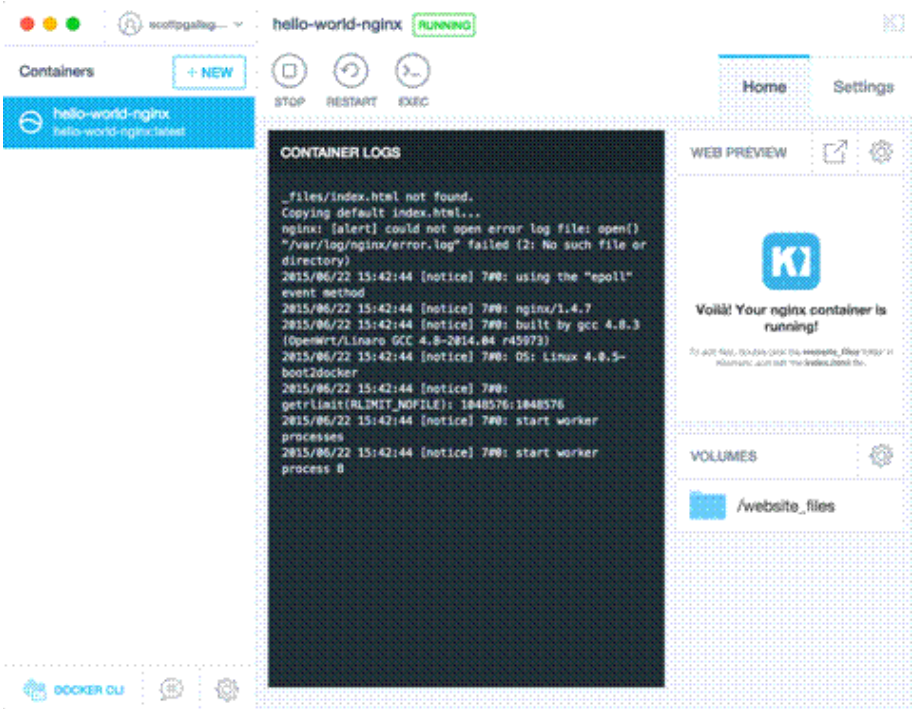 hello-world-nginx RUNNING
Containers
+ NEW
STOP RESTART EXEC
Home Settings
hello-world-nginx
hello-world-nginx:latest
CONTAINER LOGS
_files/index.html not found.
Copying default index.html...
nginx: [alert] could not open error log file: open()
"/var/log/nginx/error.log" failed (2: No such file or
directory)
2015/06/22 15:42:44 [notice] 7#0: using the "epoll"
event method
2015/06/22 15:42:44 [notice] 7#0: nginx/1.4.7
2015/06/22 15:42:44 [notice] 7#0: built by gcc 4.8.3
(OpenWrt/Linaro GCC 4.8-2014.04 r45973)
2015/06/22 15:42:44 [notice] 7#0: OS: Linux 4.0.5-
boot2docker
2015/06/22 15:42:44 [notice] 7#0:
getrlimit(RLIMIT_NOFILE): 1048576:1048576
2015/06/22 15:42:44 [notice] 7#0: start worker
processes
2015/06/22 15:42:44 [notice] 7#0: start worker
process 8
WEB PREVIEW
Voilà! Your nginx container is
running!
VOLUMES
/website_files
DOCKER CLI